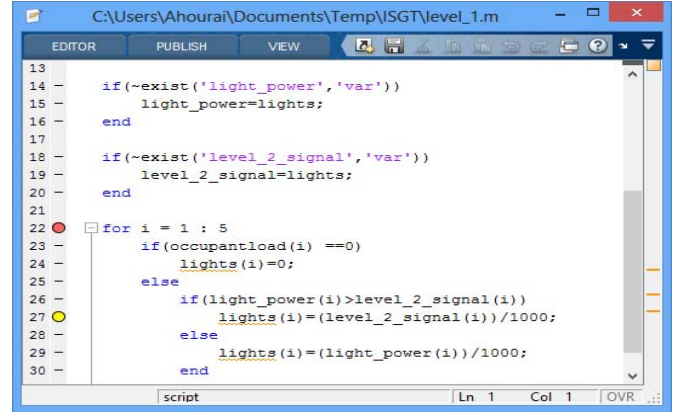 C:\Users\Ahourai\Documents\Temp\ISGT\level_1.m
EDITOR PUBLISH VIEW
13
14 – if(~exist('light_power','var'))
15 – light_power=lights;
16 – end
17
18 – if(~exist('level_2_signal','var'))
19 – level_2_signal=lights;
20 – end
21
22 for i = 1 : 5
23 – if(occupantload(i) ==0)
24 – lights(i)=0;
25 – else
26 – if(light_power(i)>level_2_signal(i))
27 lights(i)=(level_2_signal(i))/1000;
28 – else
29 – lights(i)=(light_power(i))/1000;
30 – end
script Ln 1 Col 1 OVR